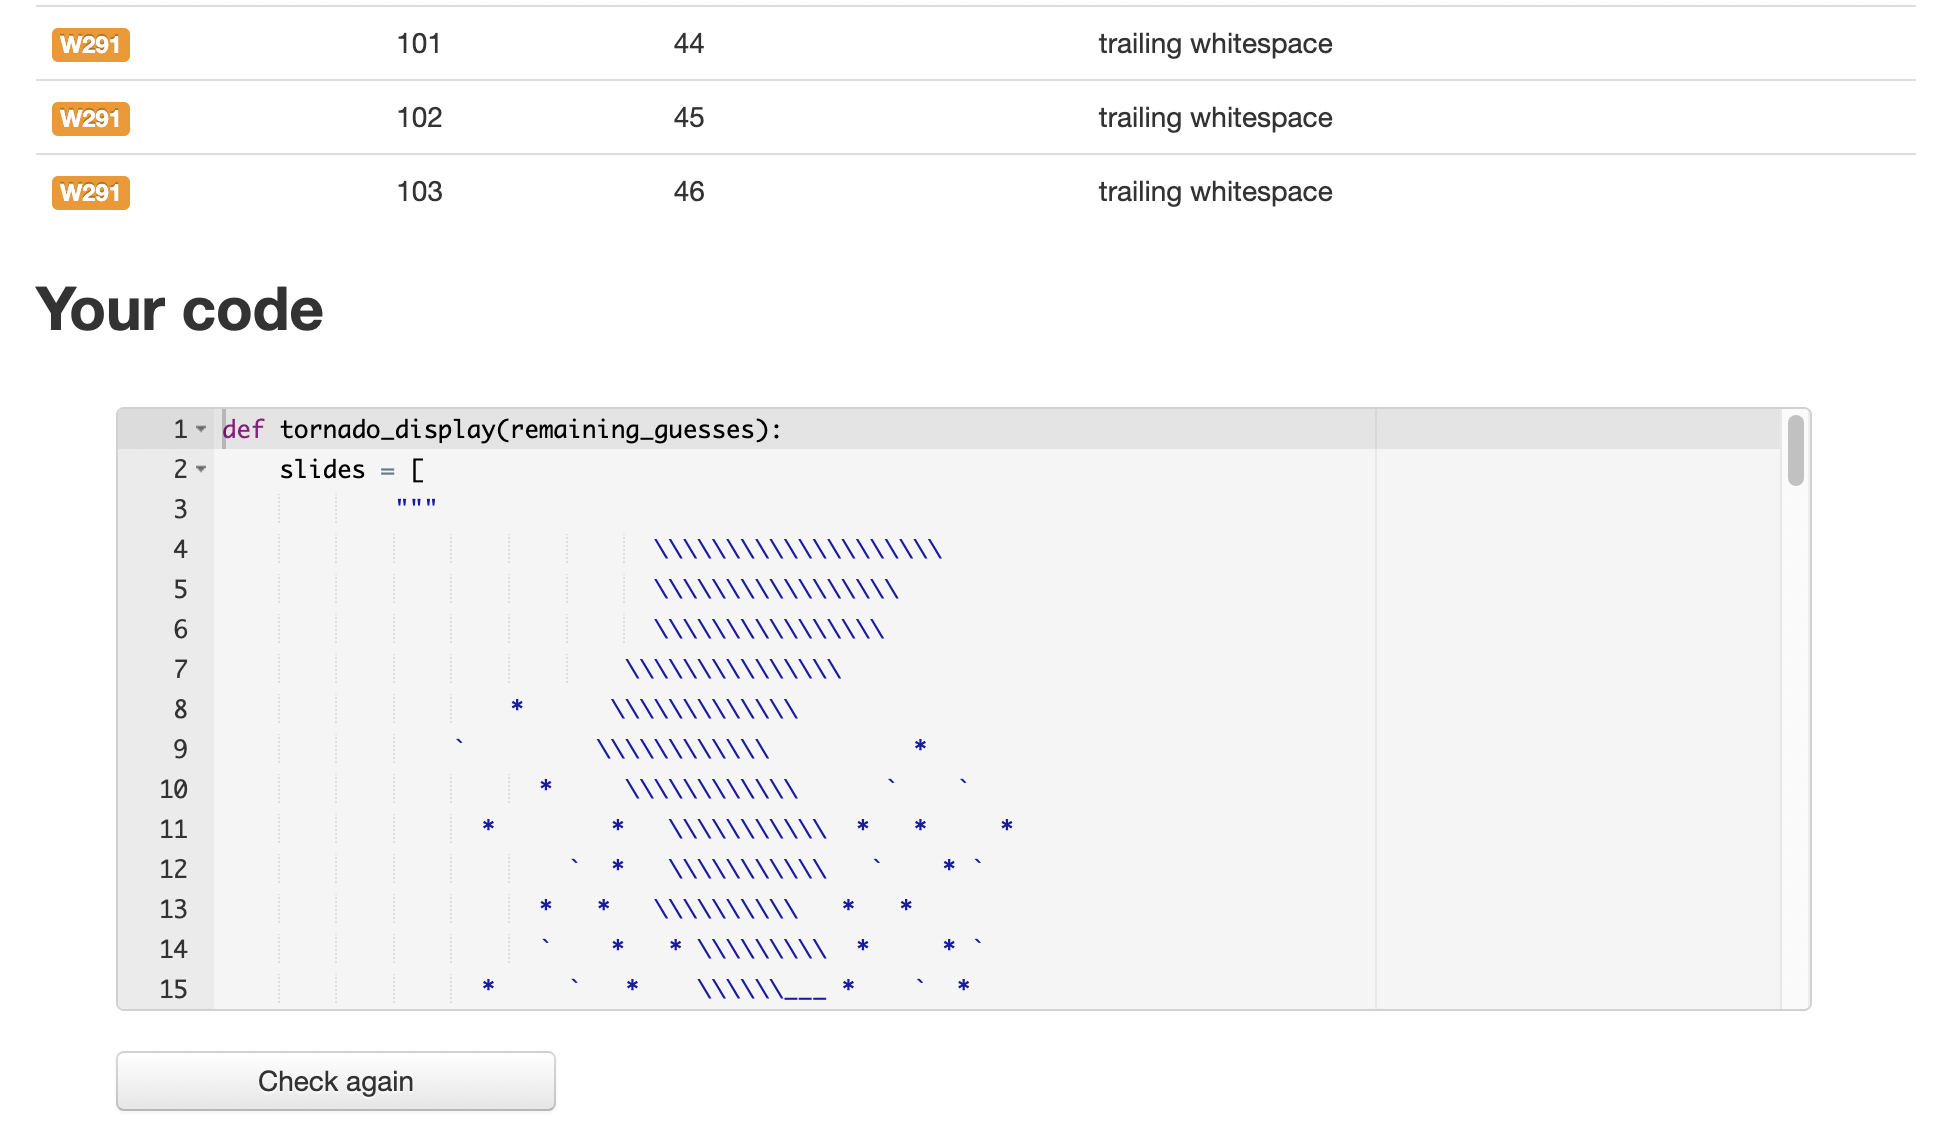 W291 101 44 trailing whitespace
W291 102 45 trailing whitespace
W291 103 46 trailing whitespace
Your code
1 def tornado_display(remaining_guesses):
2     slides = [
3             """
4                               \\\\\\\\\\\\\\\\\\\\
5                               \\\\\\\\\\\\\\\\\
6                               \\\\\\\\\\\\\\\\
7                             \\\\\\\\\\\\\\\
8                     *      \\\\\\\\\\\\\
9                 `         \\\\\\\\\\\\          *
10                       *     \\\\\\\\\\\\      `    `
11                   *        *   \\\\\\\\\\\  *   *     *
12                         `  *   \\\\\\\\\\\   `    * `
13                       *   *   \\\\\\\\\\   *   *
14                       `    *   * \\\\\\\\\  *     * `
15                   *     `   *    \\\\\\___ *    `  *
Check again